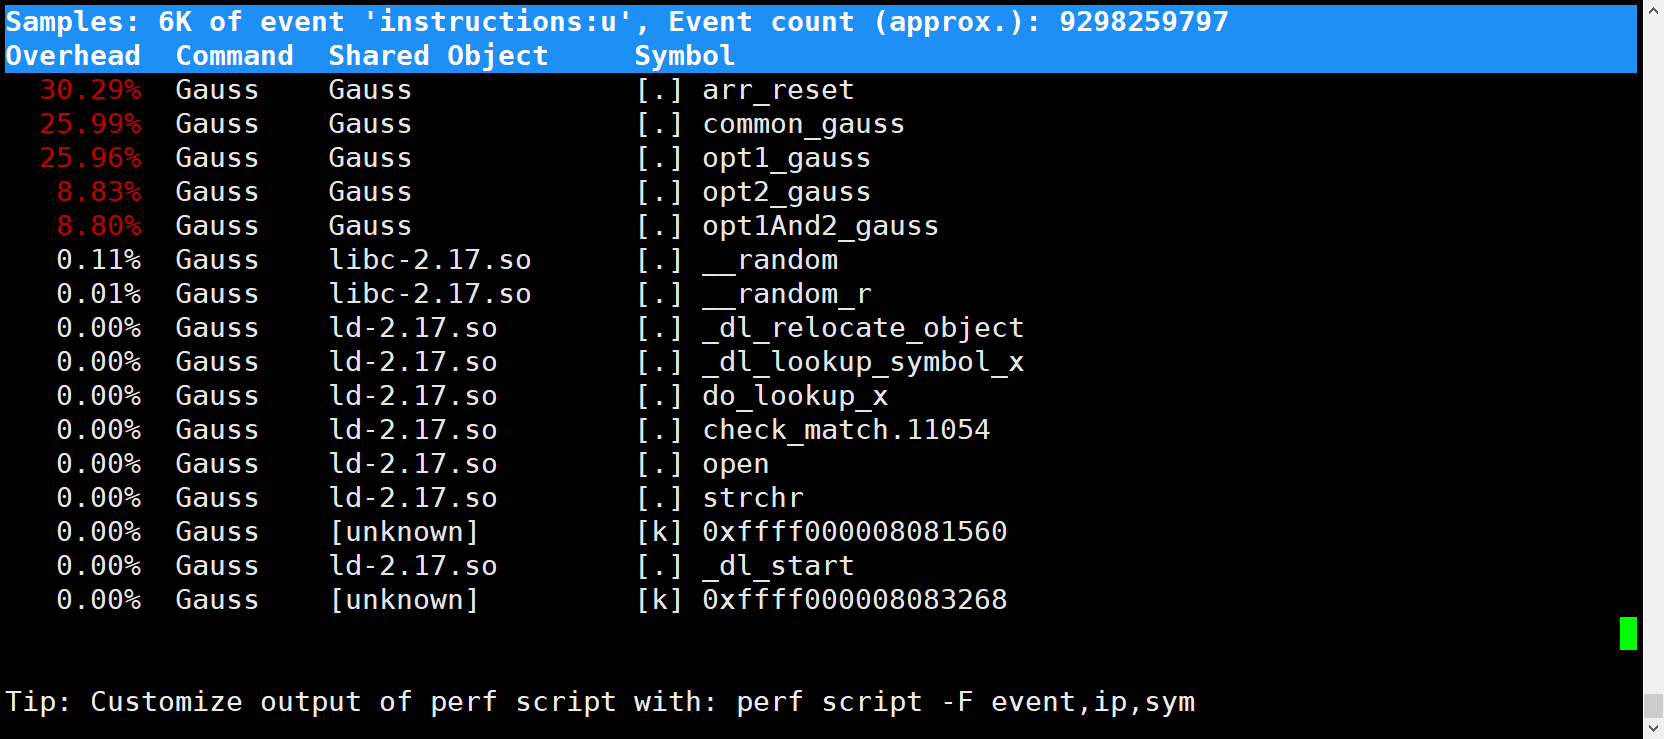 Samples: 6K of event 'instructions:u', Event count (approx.): 9298259797
Overhead  Command  Shared Object     Symbol
  30.29%  Gauss    Gauss             [.] arr_reset
  25.99%  Gauss    Gauss             [.] common_gauss
  25.96%  Gauss    Gauss             [.] opt1_gauss
   8.83%  Gauss    Gauss             [.] opt2_gauss
   8.80%  Gauss    Gauss             [.] opt1And2_gauss
   0.11%  Gauss    libc-2.17.so      [.] __random
   0.01%  Gauss    libc-2.17.so      [.] __random_r
   0.00%  Gauss    ld-2.17.so        [.] _dl_relocate_object
   0.00%  Gauss    ld-2.17.so        [.] _dl_lookup_symbol_x
   0.00%  Gauss    ld-2.17.so        [.] do_lookup_x
   0.00%  Gauss    ld-2.17.so        [.] check_match.11054
   0.00%  Gauss    ld-2.17.so        [.] open
   0.00%  Gauss    ld-2.17.so        [.] strchr
   0.00%  Gauss    [unknown]         [k] 0xffff000008081560
   0.00%  Gauss    ld-2.17.so        [.] _dl_start
   0.00%  Gauss    [unknown]         [k] 0xffff000008083268
Tip: Customize output of perf script with: perf script -F event,ip,sym